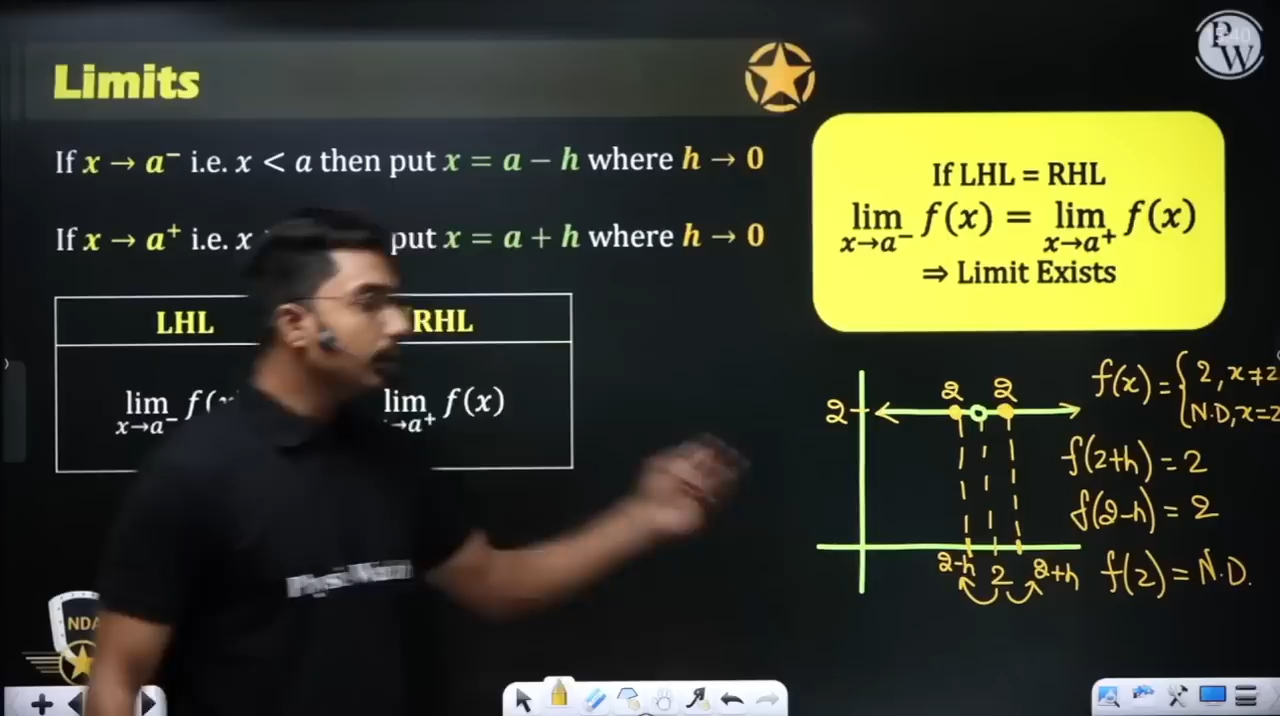 Limits
PW
If x → a⁻ i.e. x < a then put x = a − h where h → 0
If x → a⁺ i.e. x put x = a + h where h → 0
If LHL = RHL
lim x→a⁻ f(x) = lim x→a⁺ f(x)
⇒ Limit Exists
LHL RHL
lim x→a⁻ f(x lim →a⁺ f(x)
2 2 2
f(x) = { 2, x ≠ 2
N.D, x = 2
f(2+h) = 2
f(2-h) = 2
2-h 2 2+h
f(2) = N.D.
NDA